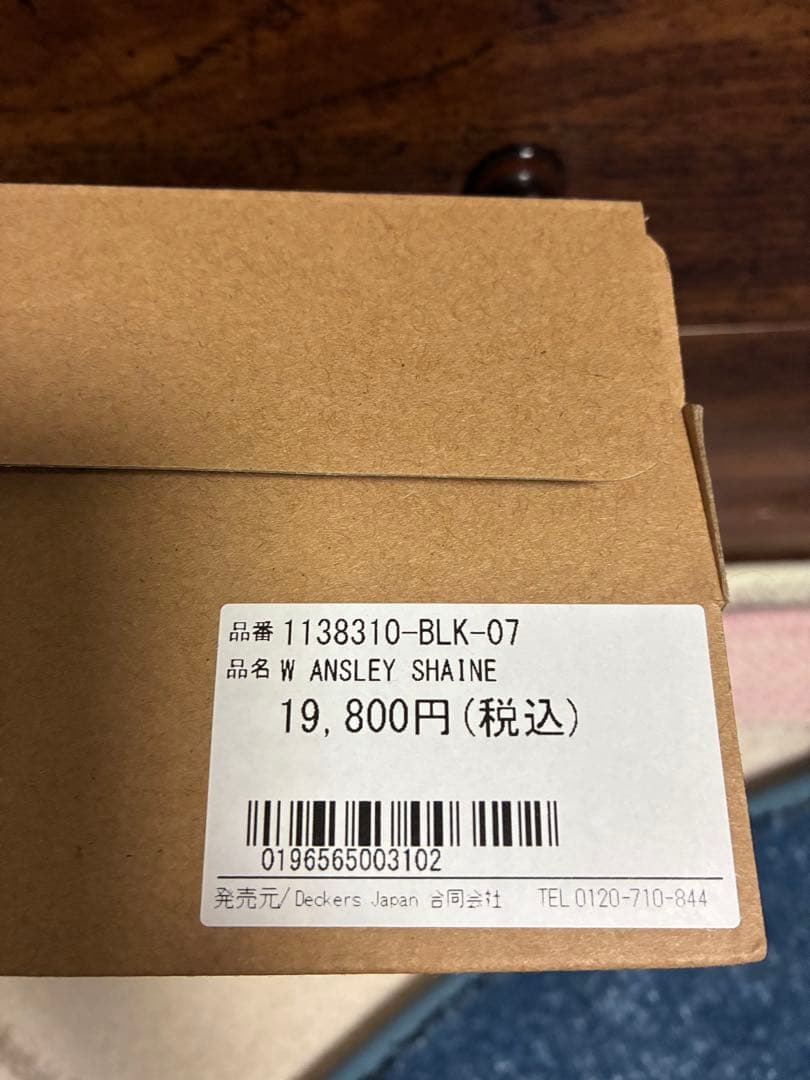 品番 1138310-BLK-07
品名 W ANSLEY SHAINE
19,800円(税込)
0196565003102
発売元/Deckers Japan 合同会社 TEL 0120-710-844